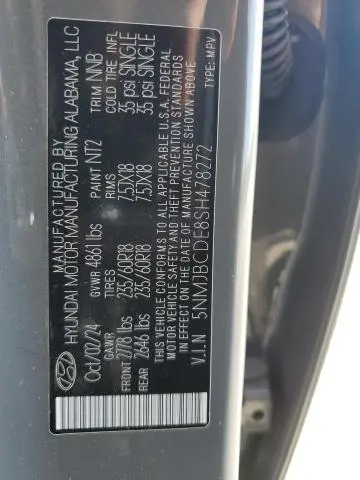 MANUFACTURED BY
HYUNDAI MOTOR MANUFACTURING ALABAMA, LLC
Oct/02/24 GVWR 4861 lbs PAINT NT2 TRIM NNB
GAWR TIRES RIMS COLD TIRE INFL
FRONT 2778 lbs 235/60R18 7.5JX18 35 psi SINGLE
REAR 2646 lbs 235/60R18 7.5JX18 35 psi SINGLE
THIS VEHICLE CONFORMS TO ALL APPLICABLE U.S.A. FEDERAL
MOTOR VEHICLE SAFETY, BUMPER, AND THEFT PREVENTION STANDARDS
IN EFFECT ON THE DATE OF MANUFACTURE SHOWN ABOVE.
V.I.N 5NMJBCDE8SH478272 TYPE: M.P.V